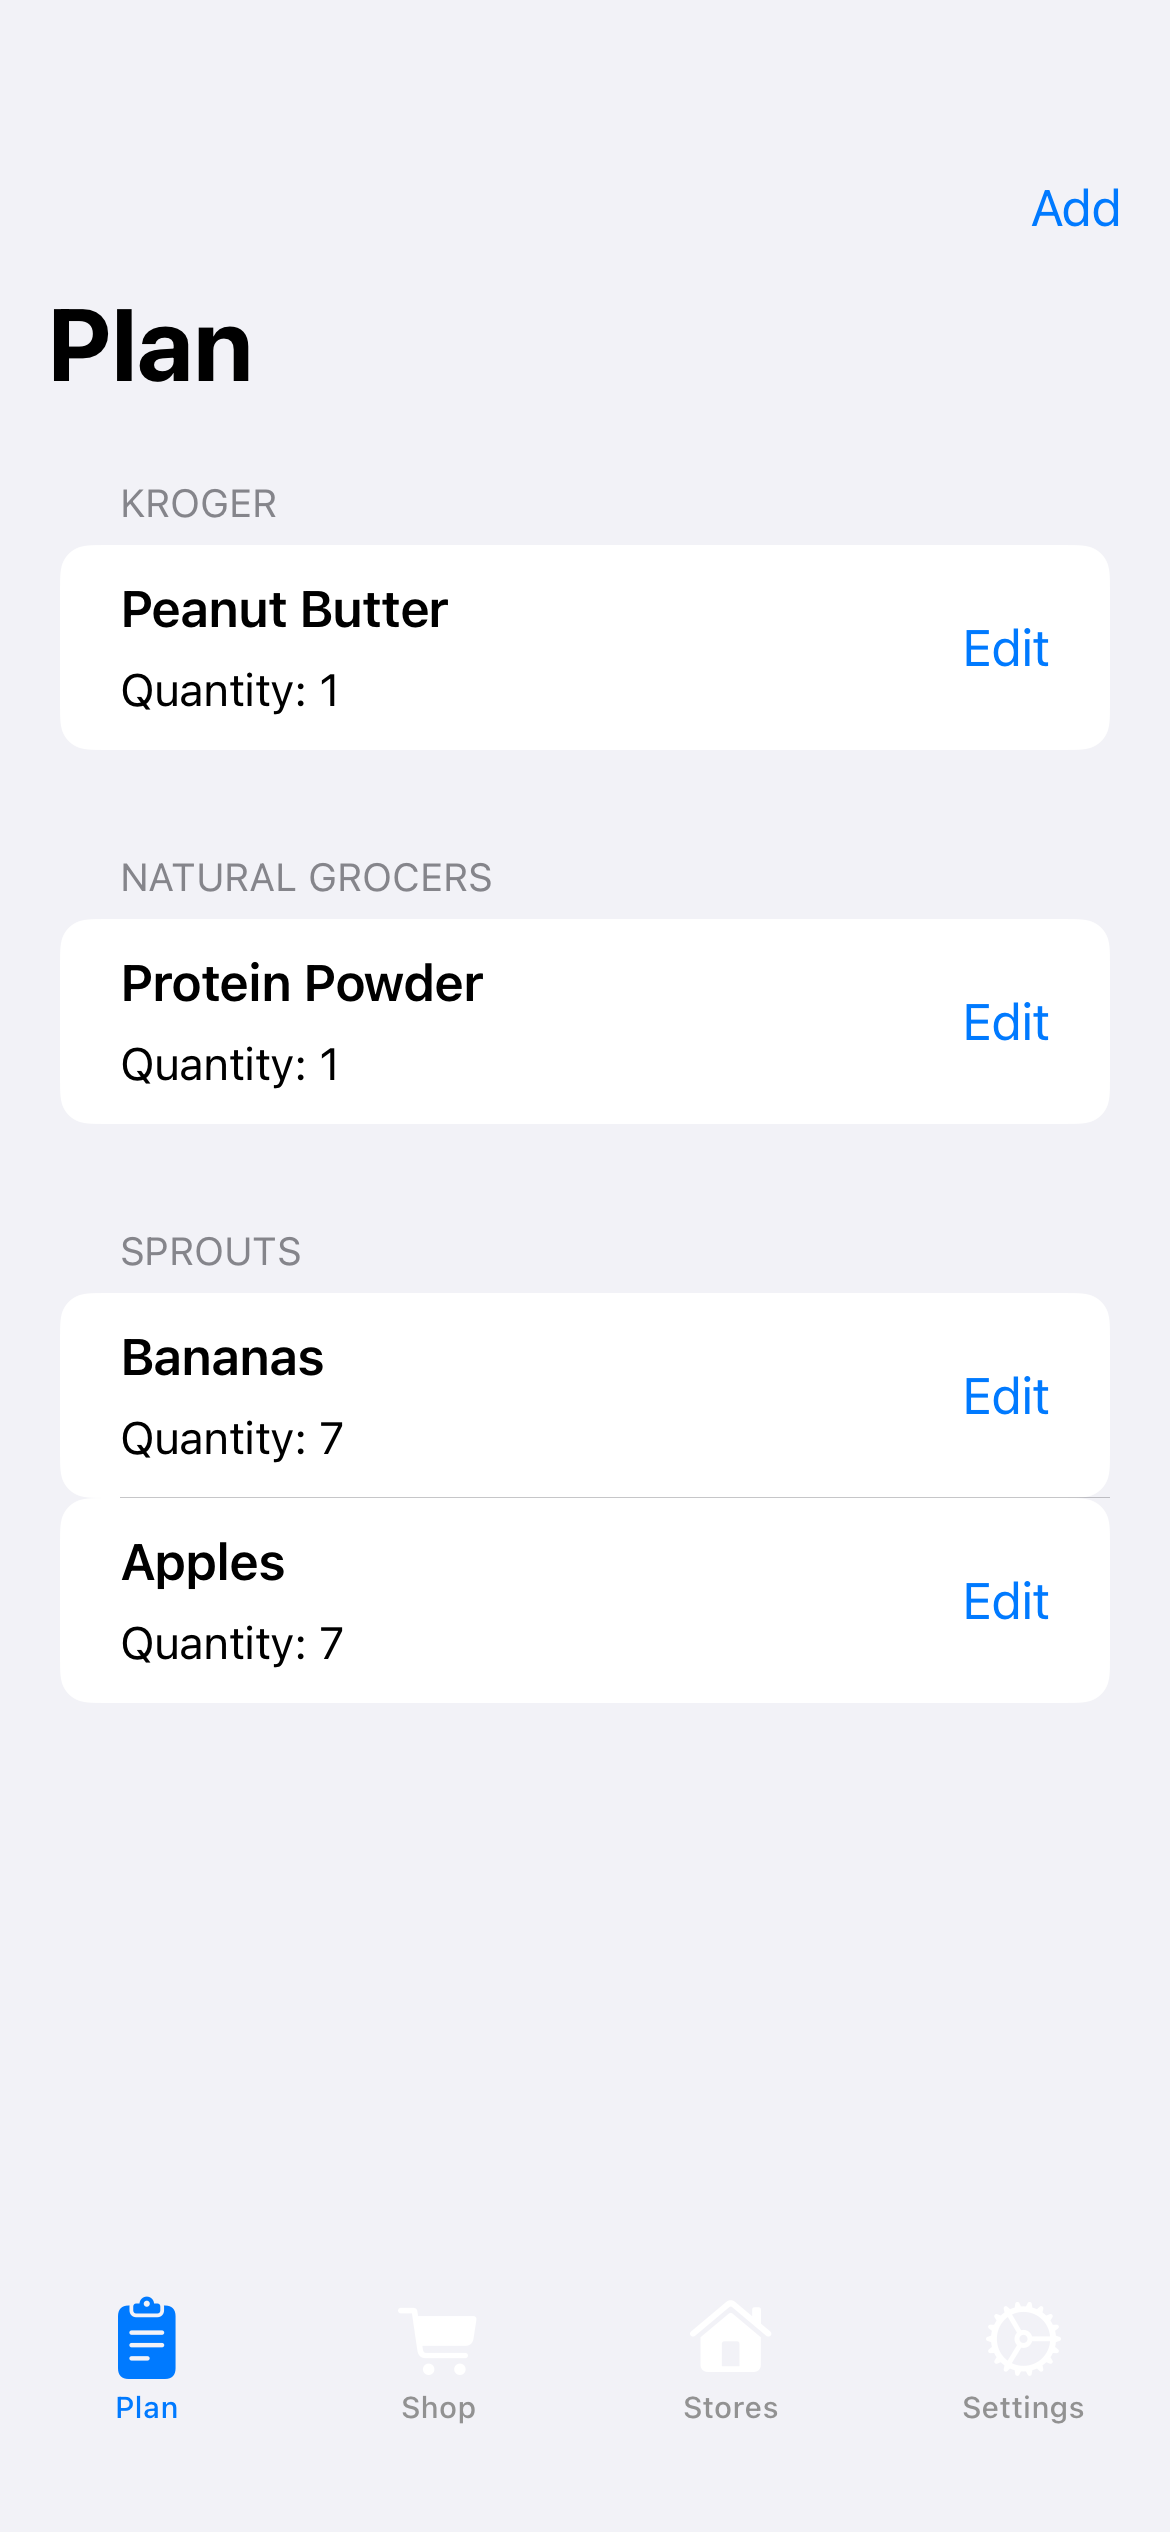 Add
Plan
KROGER
Peanut Butter
Edit
Quantity: 1
NATURAL GROCERS
Protein Powder
Edit
Quantity: 1
SPROUTS
Bananas
Edit
Quantity: 7
Apples
Edit
Quantity: 7
Plan
Shop
Stores
Settings